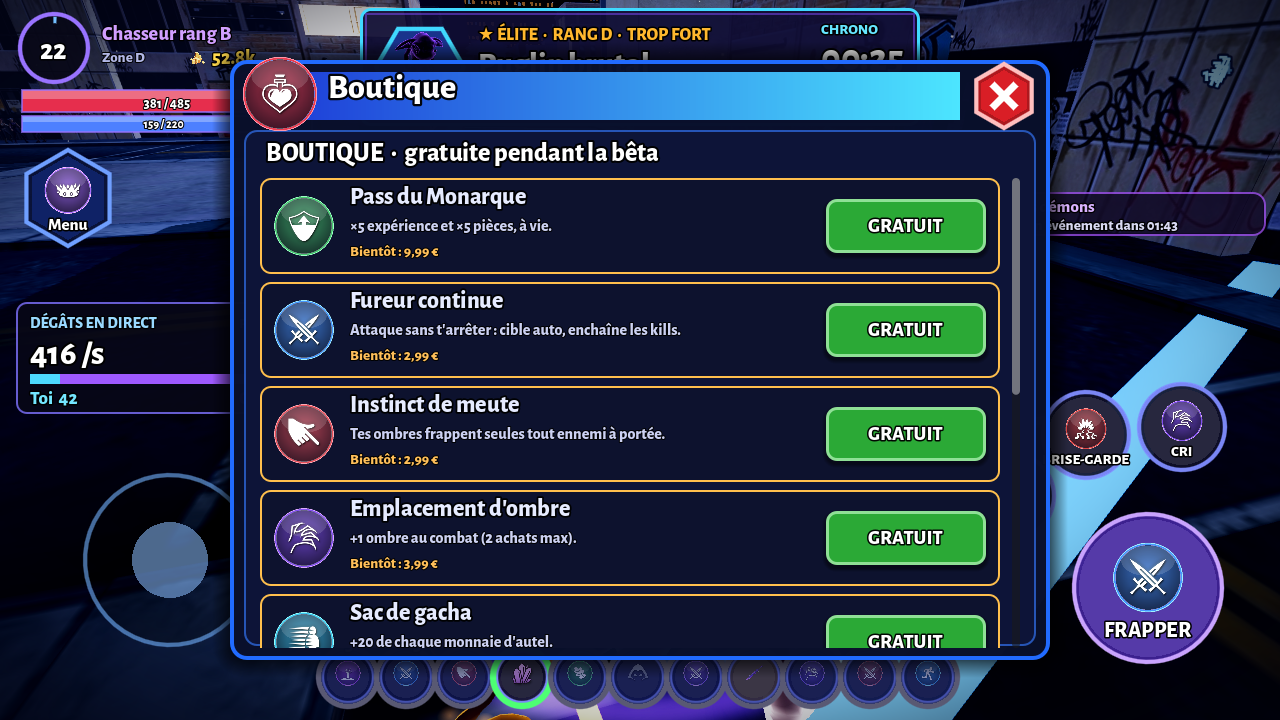 22
Chasseur rang B
Zone D
52.8k
381 / 485
159 / 220
Menu
★ ÉLITE · RANG D · TROP FORT
CHRONO
Boutique
BOUTIQUE · gratuite pendant la bêta
Pass du Monarque
×5 expérience et ×5 pièces, à vie.
Bientôt : 9,99 €
GRATUIT
Fureur continue
Attaque sans t'arrêter : cible auto, enchaîne les kills.
Bientôt : 2,99 €
GRATUIT
Instinct de meute
Tes ombres frappent seules tout ennemi à portée.
Bientôt : 2,99 €
GRATUIT
Emplacement d'ombre
+1 ombre au combat (2 achats max).
Bientôt : 3,99 €
GRATUIT
Sac de gacha
+20 de chaque monnaie d'autel.
GRATUIT
DÉGÂTS EN DIRECT
416 /s
Toi 42
émons
événement dans 01:43
RISE-GARDE
CRI
FRAPPER